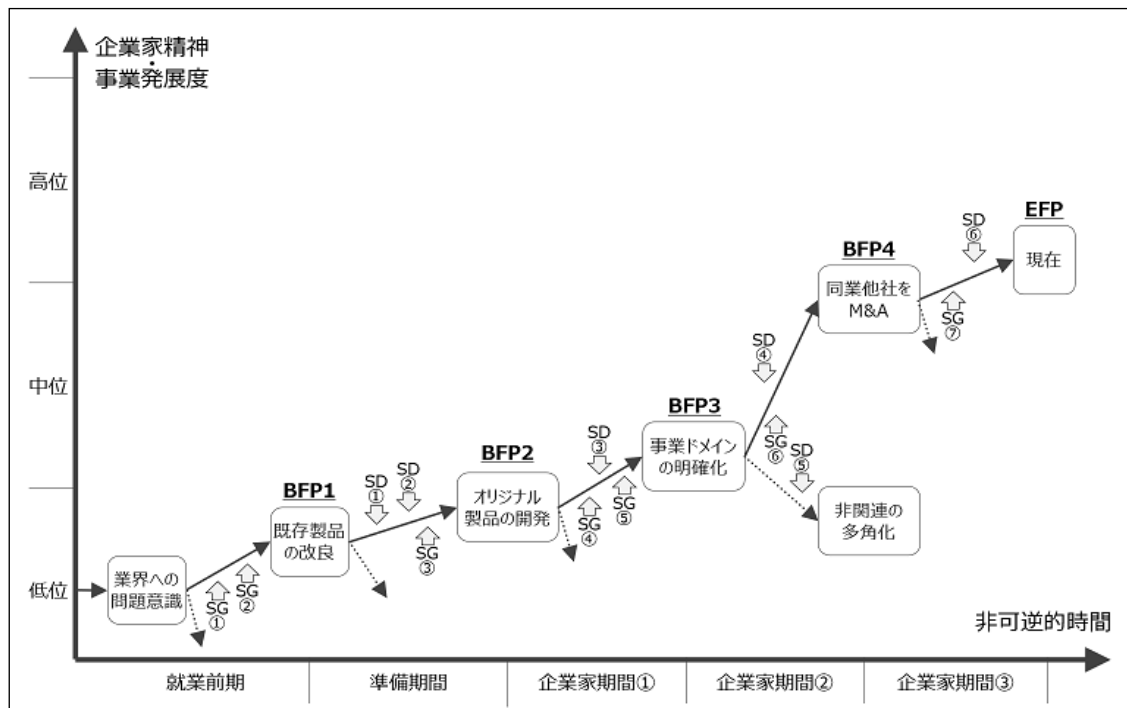 企業家精神
・
事業発展度
高位
中位
低位
業界への
問題意識
SG
①
SG
②
BFP1
既存製品
の改良
SD
①
SD
②
SG
③
BFP2
オリジナル
製品の開発
SD
③
SG
④
SG
⑤
BFP3
事業ドメイン
の明確化
SD
④
SG
⑥
SD
⑤
非関連の
多角化
BFP4
同業他社を
M&A
SD
⑥
SG
⑦
EFP
現在
非可逆的時間
就業前期
準備期間
企業家期間①
企業家期間②
企業家期間③